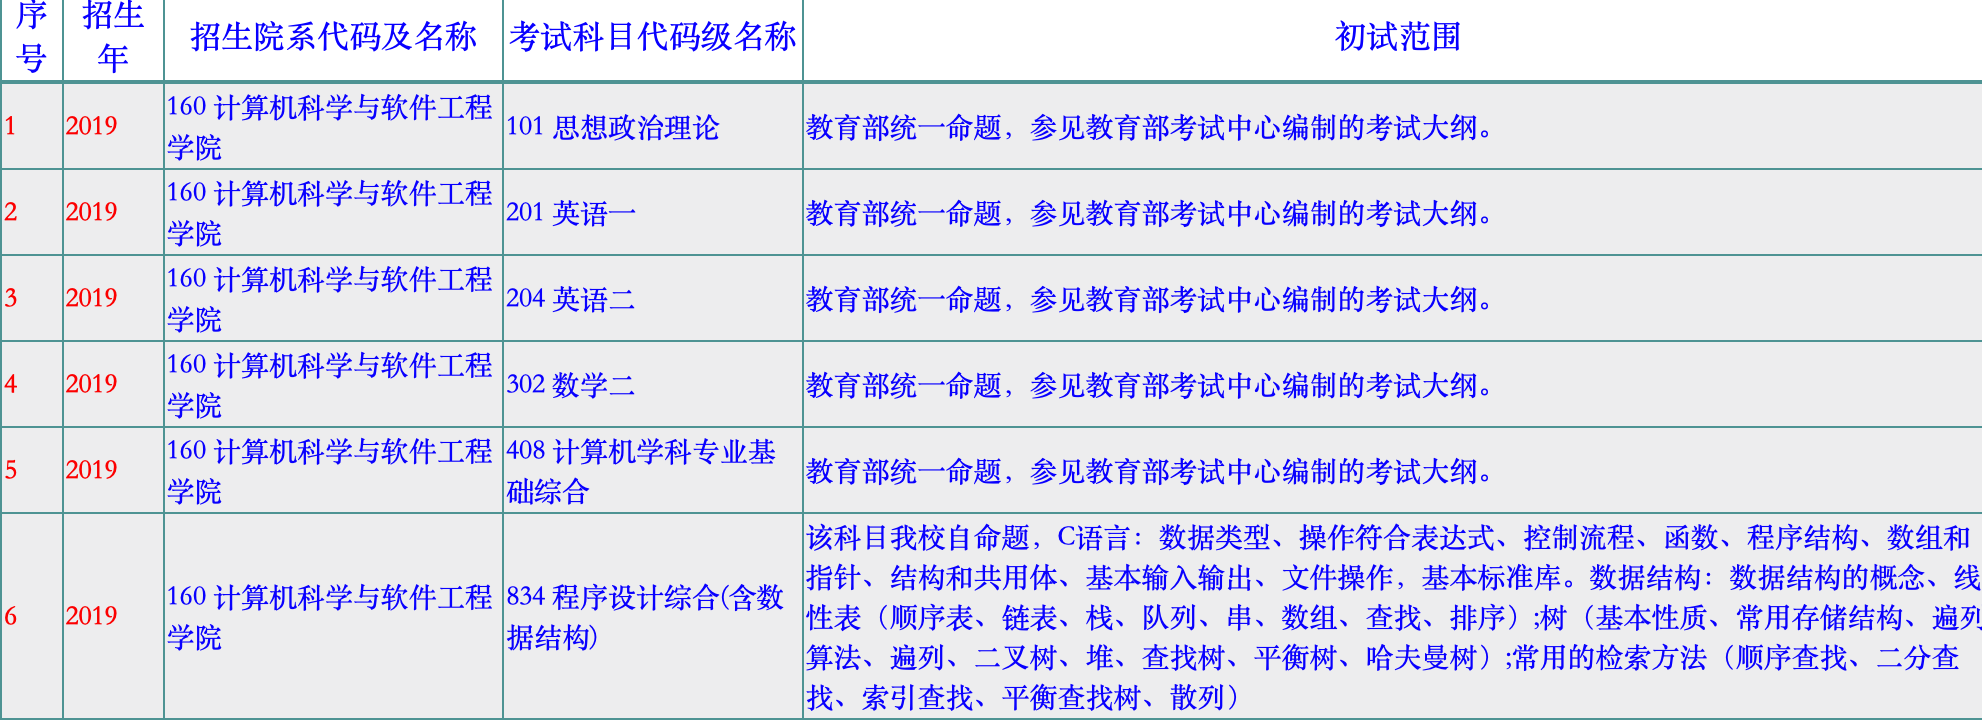 序号 招生年 招生院系代码及名称 考试科目代码级名称 初试范围
1 2019 160 计算机科学与软件工程学院 101 思想政治理论 教育部统一命题，参见教育部考试中心编制的考试大纲。
2 2019 160 计算机科学与软件工程学院 201 英语一 教育部统一命题，参见教育部考试中心编制的考试大纲。
3 2019 160 计算机科学与软件工程学院 204 英语二 教育部统一命题，参见教育部考试中心编制的考试大纲。
4 2019 160 计算机科学与软件工程学院 302 数学二 教育部统一命题，参见教育部考试中心编制的考试大纲。
5 2019 160 计算机科学与软件工程学院 408 计算机学科专业基础综合 教育部统一命题，参见教育部考试中心编制的考试大纲。
6 2019 160 计算机科学与软件工程学院 834 程序设计综合(含数据结构)
该科目我校自命题，C语言：数据类型、操作符合表达式、控制流程、函数、程序结构、数组和
指针、结构和共用体、基本输入输出、文件操作，基本标准库。数据结构：数据结构的概念、线
性表（顺序表、链表、栈、队列、串、数组、查找、排序）;树（基本性质、常用存储结构、遍列
算法、遍列、二叉树、堆、查找树、平衡树、哈夫曼树）;常用的检索方法（顺序查找、二分查
找、索引查找、平衡查找树、散列）